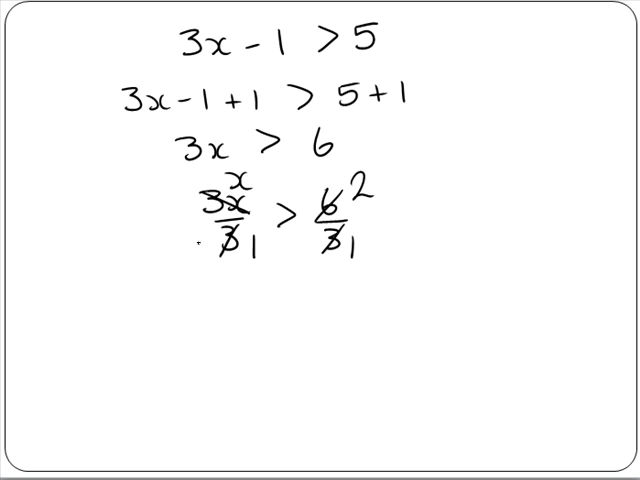 3x - 1 > 5
3x - 1 + 1 > 5 + 1
3x > 6
x 2
3x/3 > 6/3
1 1